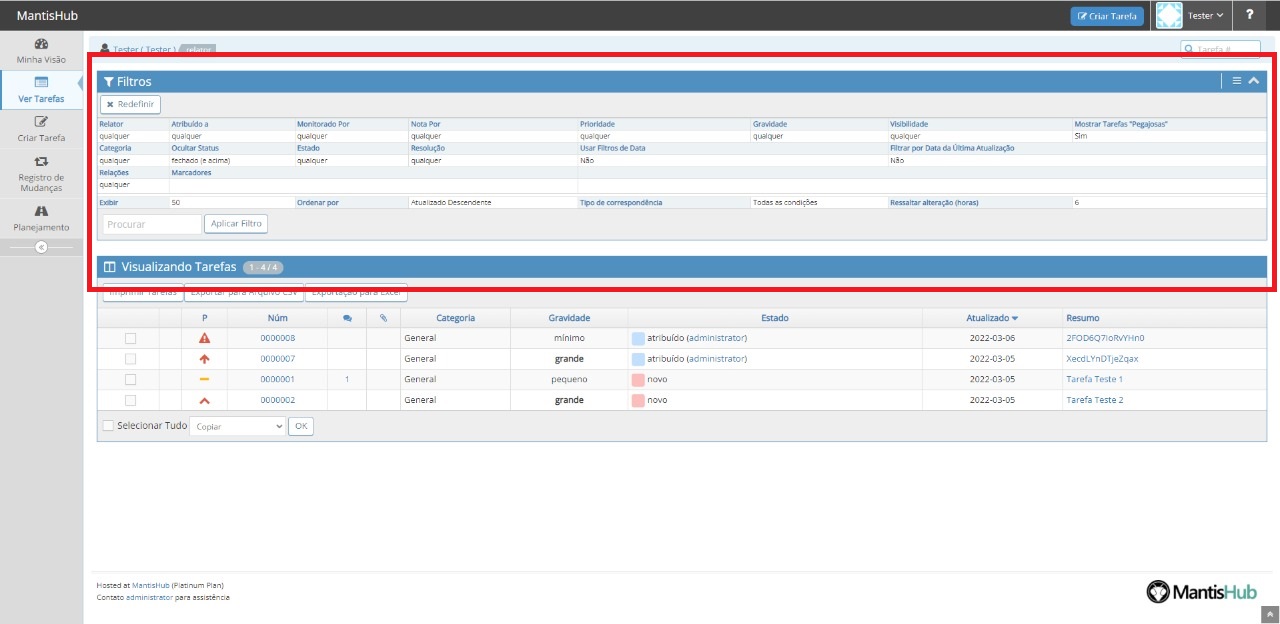 MantisHub
Criar Tarefa
Tester
?
Minha Visão
Ver Tarefas
Criar Tarefa
Registro de
Mudanças
Planejamento
Tester ( Tester ) relator
Tarefa #
Filtros
Redefinir
Relator Atribuído a Monitorado Por Nota Por Prioridade Gravidade Visibilidade Mostrar Tarefas "Pegajosas"
qualquer qualquer qualquer qualquer qualquer qualquer qualquer Sim
Categoria Ocultar Status Estado Resolução Usar Filtros de Data Filtrar por Data da Última Atualização
qualquer fechado (e acima) qualquer qualquer Não Não
Relações Marcadores
qualquer
Exibir 50 Ordenar por Atualizado Descendente Tipo de correspondência Todas as condições Ressaltar alteração (horas) 6
Procurar Aplicar Filtro
Visualizando Tarefas 1 - 4 / 4
Imprimir Tarefas Exportar para Arquivo CSV Exportação para Excel
P Núm Categoria Gravidade Estado Atualizado Resumo
0000008 General mínimo atribuído (administrator) 2022-03-06 2FOD6Q7IoRvYHn0
0000007 General grande atribuído (administrator) 2022-03-05 XecdLYnDTjeZqax
0000001 1 General pequeno novo 2022-03-05 Tarefa Teste 1
0000002 General grande novo 2022-03-05 Tarefa Teste 2
Selecionar Tudo Copiar OK
Hosted at MantisHub (Platinum Plan)
Contato administrator para assistência
MantisHub